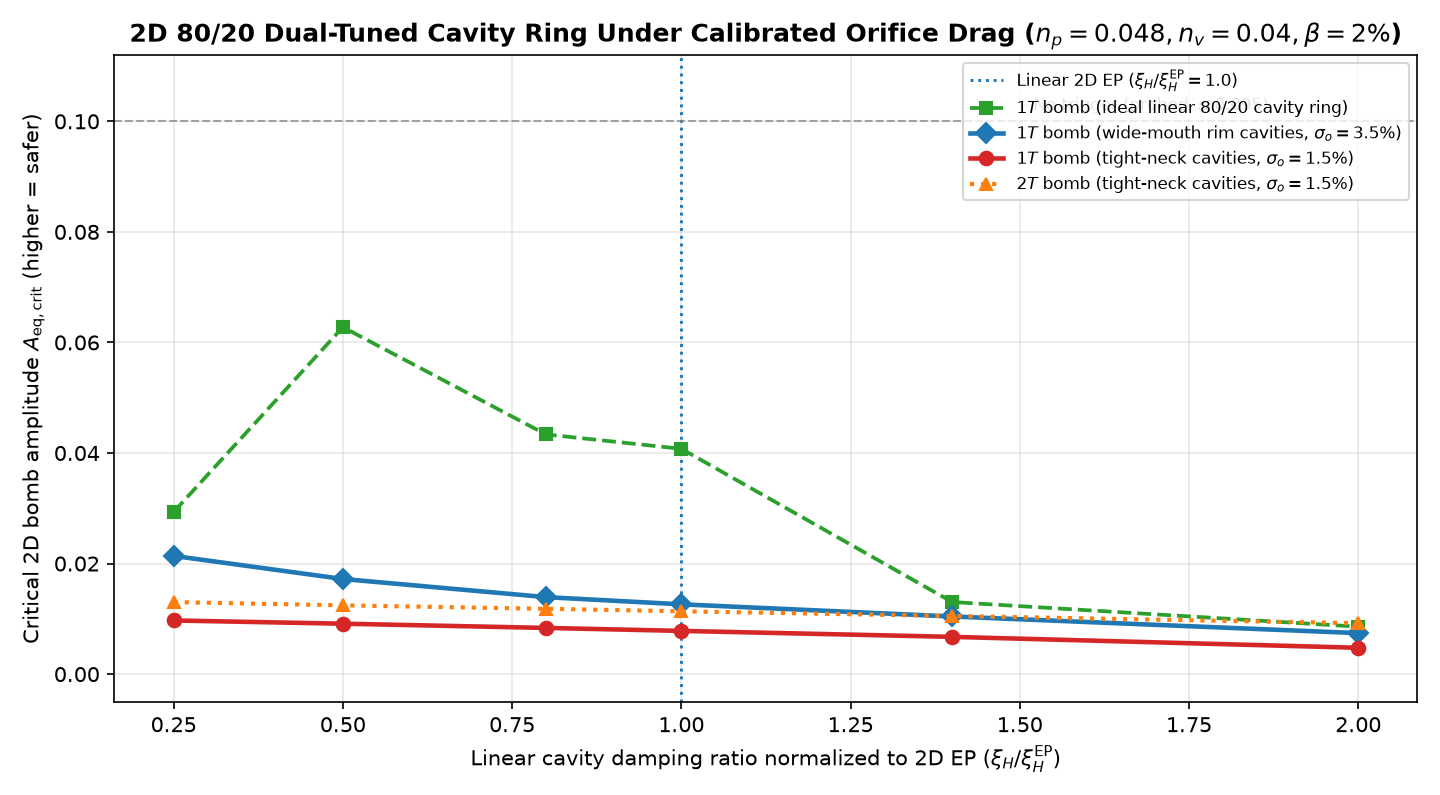 2D 80/20 Dual-Tuned Cavity Ring Under Calibrated Orifice Drag (n_p = 0.048, n_v = 0.04, β = 2%)
Linear 2D EP (ξ_H/ξ_H^EP = 1.0)
1T bomb (ideal linear 80/20 cavity ring)
1T bomb (wide-mouth rim cavities, σ_o = 3.5%)
1T bomb (tight-neck cavities, σ_o = 1.5%)
2T bomb (tight-neck cavities, σ_o = 1.5%)
Critical 2D bomb amplitude A_eq,crit (higher = safer)
0.10
0.08
0.06
0.04
0.02
0.00
0.25 0.50 0.75 1.00 1.25 1.50 1.75 2.00
Linear cavity damping ratio normalized to 2D EP (ξ_H/ξ_H^EP)